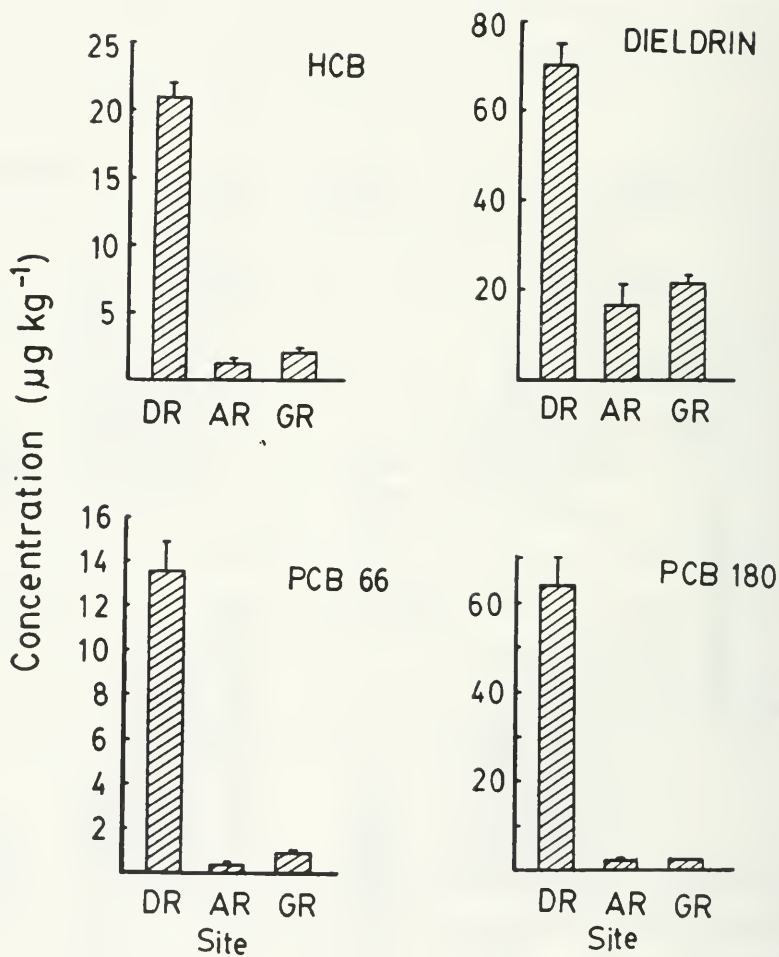 Concentration (µg kg⁻¹)
HCB
25
20
15
10
5
DR AR GR
DIELDRIN
80
60
40
20
DR AR GR
PCB 66
16
14
12
10
8
6
4
2
DR AR GR
Site
PCB 180
60
40
20
DR AR GR
Site